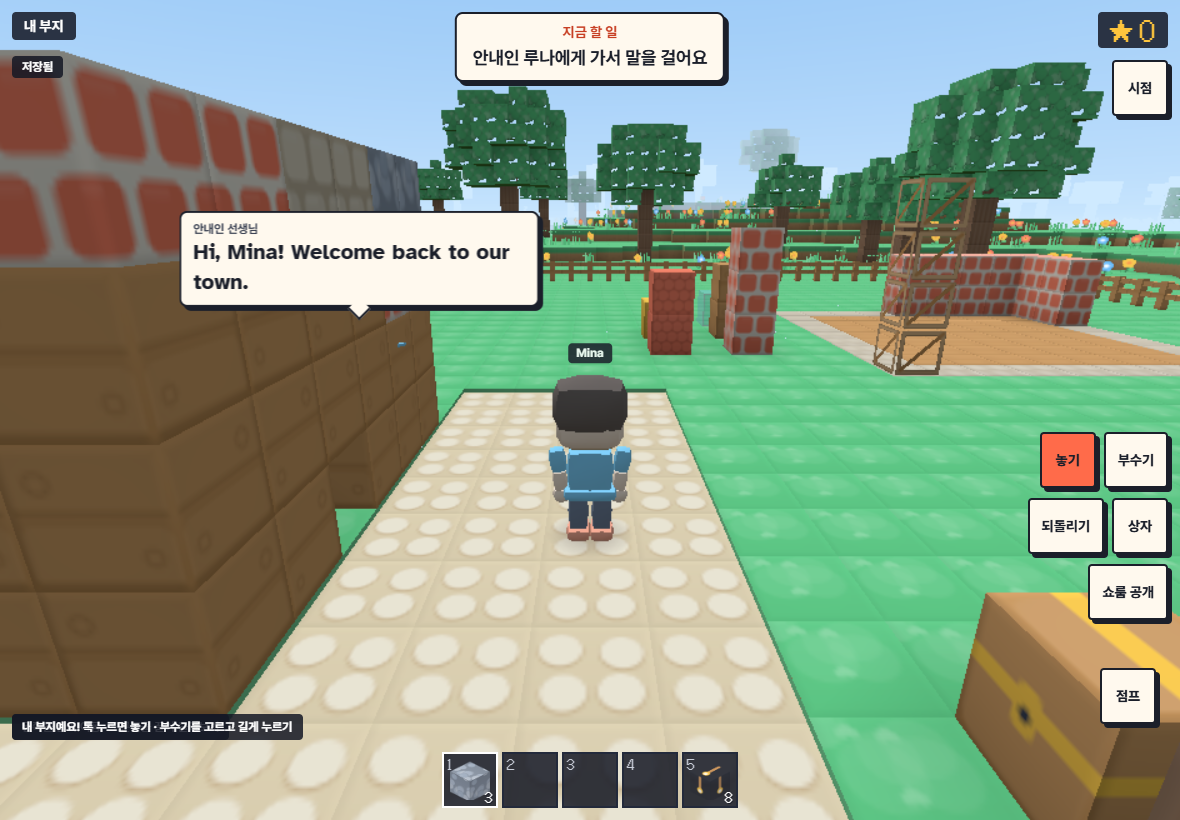 내 부지
저장됨
지금 할 일
안내인 루나에게 가서 말을 걸어요
0
시점
안내인 선생님
Hi, Mina! Welcome back to our
town.
Mina
놓기
부수기
되돌리기
상자
쇼룸 공개
점프
내 부지예요! 톡 누르면 놓기 · 부수기를 고르고 길게 누르기
1
3
2
3
4
5
8